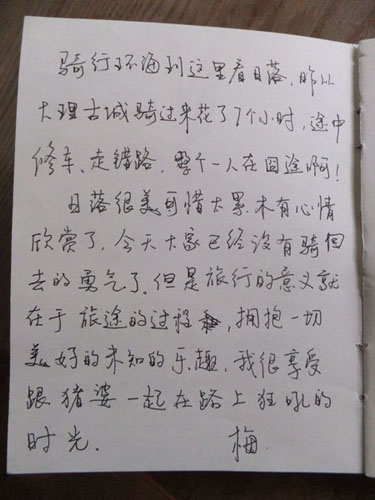 骑行环海到这里看日落，昨从
大理古城骑过来花了7个小时，途中
修车、走错路，整个一人在囧途啊！
日落很美，可惜太累，木有心情
欣赏了，今天大家已经没有骑回
去的勇气了。但是旅行的意义就
在于旅途的过程，拥抱一切
美好的未知的乐趣，我很享受
跟猪婆一起在路上狂吼的
时光。 梅